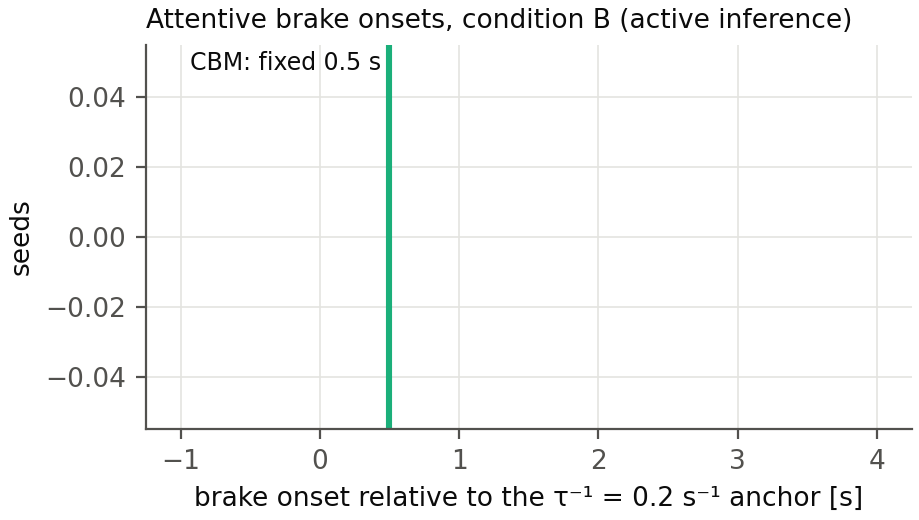 Attentive brake onsets, condition B (active inference)
CBM: fixed 0.5 s
0.04
0.02
0.00
−0.02
−0.04
seeds
−1 0 1 2 3 4
brake onset relative to the τ⁻¹ = 0.2 s⁻¹ anchor [s]